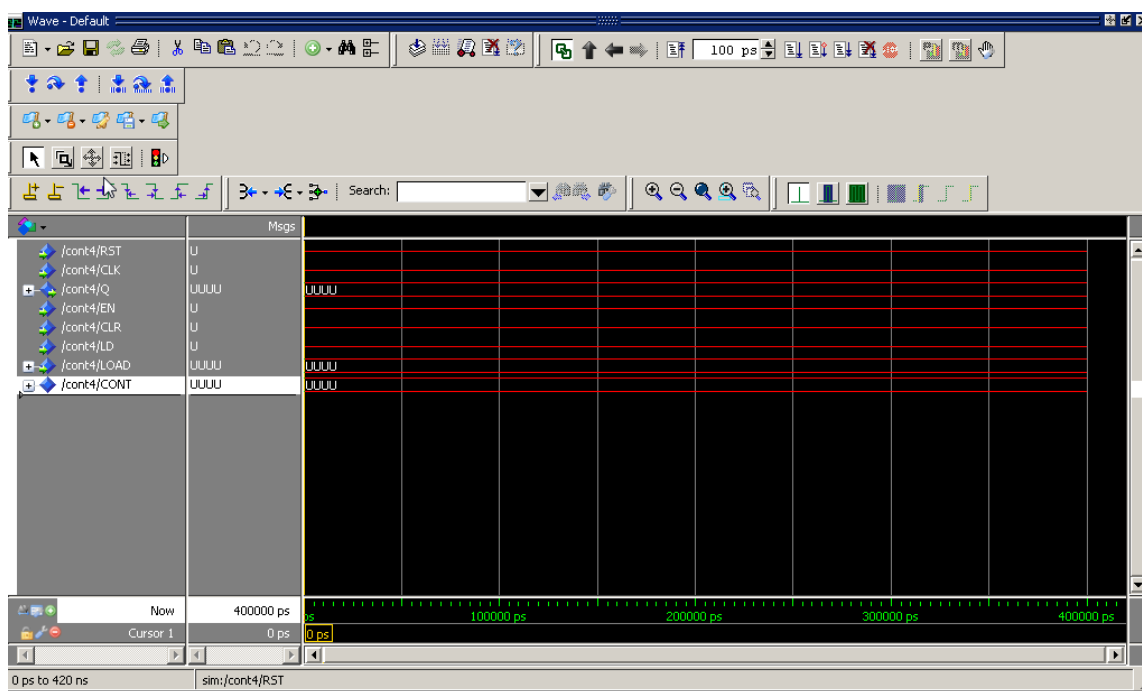 Wave - Default
100 ps
Search:
Msgs
/cont4/RST U
/cont4/CLK U
/cont4/Q UUUU UUUU
/cont4/EN U
/cont4/CLR U
/cont4/LD U
/cont4/LOAD UUUU UUUU
/cont4/CONT UUUU UUUU
Now 400000 ps ps 100000 ps 200000 ps 300000 ps 400000 ps
Cursor 1 0 ps 0 ps
0 ps to 420 ns sim:/cont4/RST